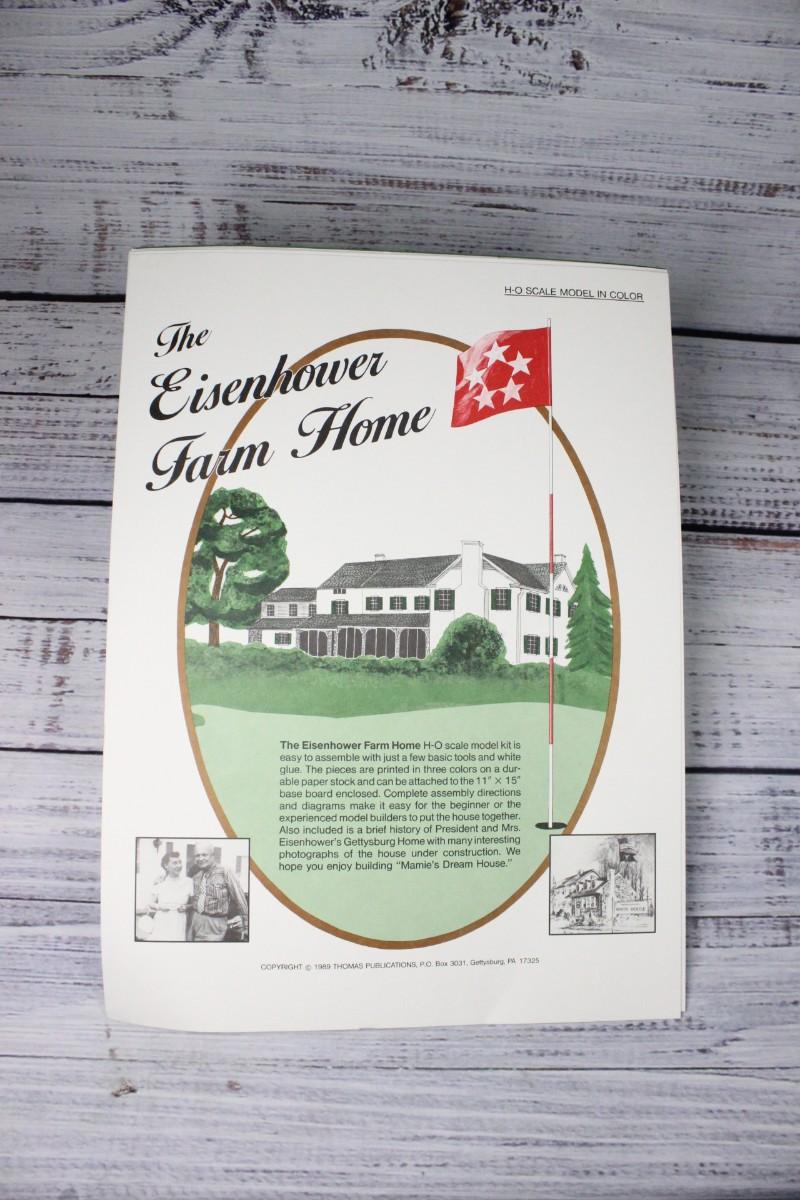 H-O SCALE MODEL IN COLOR
The
Eisenhower
Farm Home
The Eisenhower Farm Home H-O scale model kit is
easy to assemble with just a few basic tools and white
glue. The pieces are printed in three colors on a dur-
able paper stock and can be attached to the 11" × 15"
base board enclosed. Complete assembly directions
and diagrams make it easy for the beginner or the
experienced model builders to put the house together.
Also included is a brief history of President and Mrs.
Eisenhower's Gettysburg Home with many interesting
photographs of the house under construction. We
hope you enjoy building "Mamie's Dream House."
COPYRIGHT © 1989 THOMAS PUBLICATIONS, P.O. Box 3031, Gettysburg, PA 17325